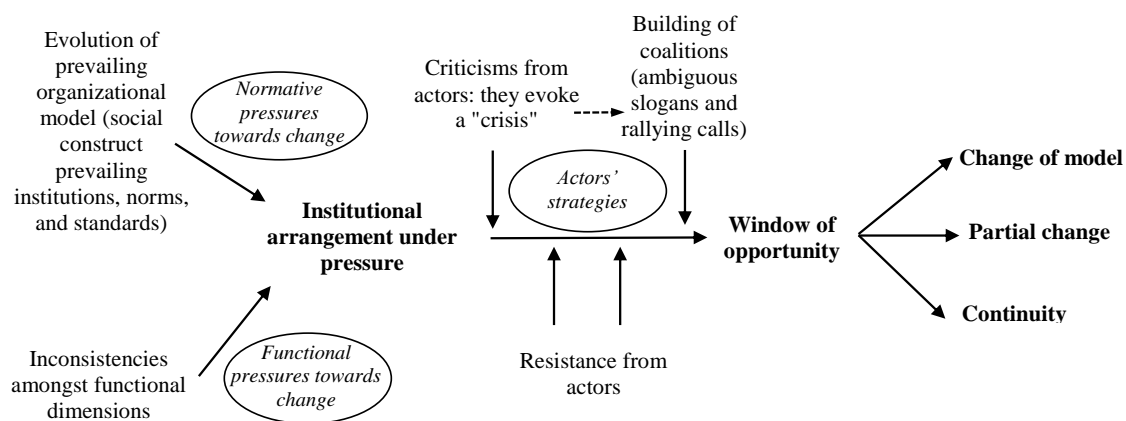 Evolution of
prevailing
organizational
model (social
construct
prevailing
institutions, norms,
and standards)
Normative
pressures
towards change
Inconsistencies
amongst functional
dimensions
Functional
pressures towards
change
Institutional
arrangement under
pressure
Criticisms from
actors: they evoke
a "crisis"
Building of
coalitions
(ambiguous
slogans and
rallying calls)
Actors’
strategies
Resistance from
actors
Window of
opportunity
Change of model
Partial change
Continuity